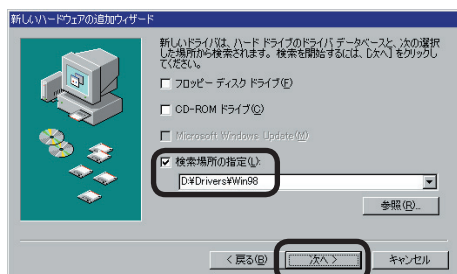 新しいハードウェアの追加ウィザード
新しいドライバは、ハード ドライブのドライバ データベースと、次の選択
した場所から検索されます。検索を開始するには、[次へ] をクリックし
てください。
フロッピー ディスク ドライブ(F)
CD-ROM ドライブ(C)
Microsoft Windows Update(M)
検索場所の指定(L):
D:¥Drivers¥Win98
参照(R)...
< 戻る(B)
次へ >
キャンセル